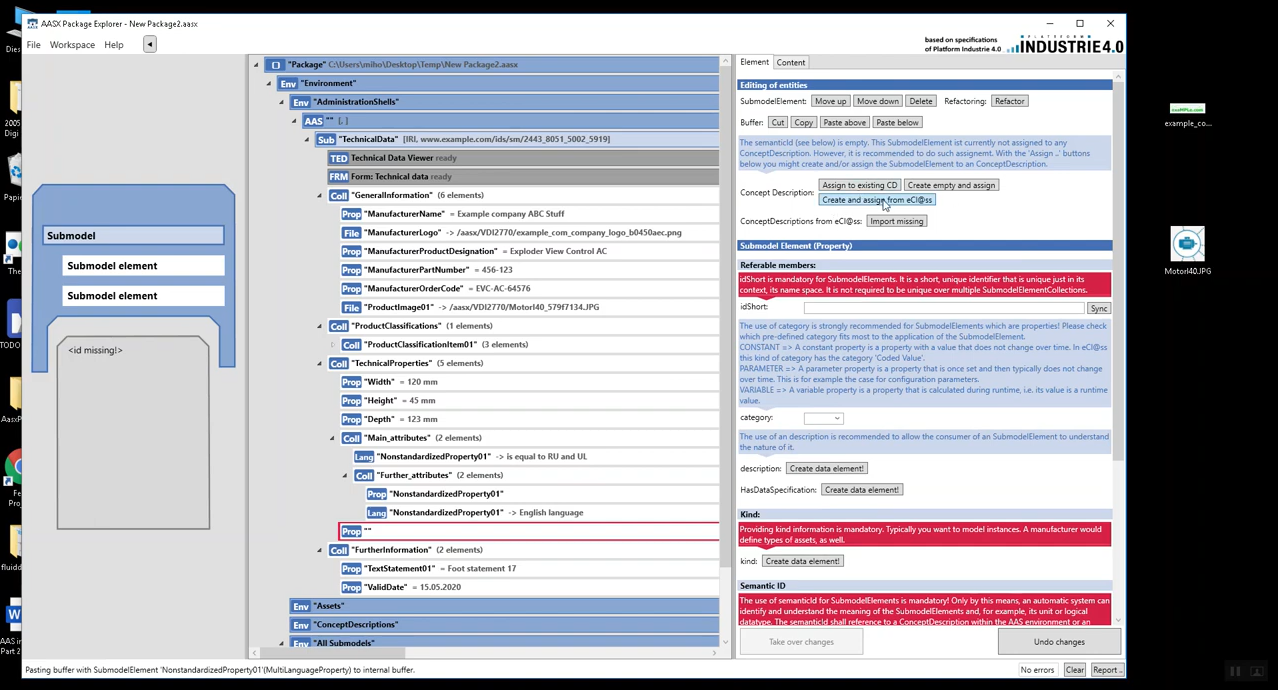 AASX Package Explorer - New Package2.aasx
File Workspace Help
based on specifications
of Platform Industrie 4.0
PLATTFORM
INDUSTRIE4.0
Submodel
Submodel element
Submodel element
<id missing!>
"Package" C:\Users\miho\Desktop\Temp\New Package2.aasx
Env "Environment"
Env "AdministrationShells"
AAS "" [, ]
Sub "TechnicalData" [IRI, www.example.com/ids/sm/2443_8051_5002_5919]
TED Technical Data Viewer ready
FRM Form: Technical data ready
Coll "GeneralInformation" (6 elements)
Prop "ManufacturerName" = Example company ABC Stuff
File "ManufacturerLogo" -> /aasx/VDI2770/example_com_company_logo_b0450aec.png
Prop "ManufacturerProductDesignation" = Exploder View Control AC
Prop "ManufacturerPartNumber" = 456-123
Prop "ManufacturerOrderCode" = EVC-AC-64576
File "ProductImage01" -> /aasx/VDI2770/MotorI40_579f7134.JPG
Coll "ProductClassifications" (1 elements)
Coll "ProductClassificationItem01" (3 elements)
Coll "TechnicalProperties" (5 elements)
Prop "Width" = 120 mm
Prop "Height" = 45 mm
Prop "Depth" = 123 mm
Coll "Main_attributes" (2 elements)
Lang "NonstandardizedProperty01" -> is equal to RU and UL
Coll "Further_attributes" (2 elements)
Prop "NonstandardizedProperty01"
Lang "NonstandardizedProperty01" -> English language
Prop ""
Coll "FurtherInformation" (2 elements)
Prop "TextStatement01" = Foot statement 17
Prop "ValidDate" = 15.05.2020
Env "Assets"
Env "ConceptDescriptions"
Env "All Submodels"
Element Content
Editing of entities
SubmodelElement: Move up Move down Delete Refactoring: Refactor
Buffer: Cut Copy Paste above Paste below
The semanticId (see below) is empty. This SubmodelElement ist currently not assigned to any
ConceptDescription. However, it is recommended to do such assignemt. With the 'Assign ..' buttons
below you might create and/or assign the SubmodelElement to an ConceptDescription.
Concept Description: Assign to existing CD Create empty and assign
Create and assign from eCl@ss
ConceptDescriptions from eCl@ss: Import missing
Submodel Element (Property)
Referable members:
idShort is mandatory for SubmodelElements. It is a short, unique identifier that is unique just in its
context, its name space. It is not required to be unique over multiple SubmodelElementCollections.
idShort: Sync
The use of category is strongly recommended for SubmodelElements which are properties! Please check
which pre-defined category fits most to the application of the SubmodelElement.
CONSTANT => A constant property is a property with a value that does not change over time. In eCl@ss
this kind of category has the category 'Coded Value'.
PARAMETER => A parameter property is a property that is once set and then typically does not change
over time. This is for example the case for configuration parameters.
VARIABLE => A variable property is a property that is calculated during runtime, i.e. its value is a runtime
value.
category:
The use of an description is recommended to allow the consumer of an SubmodelElement to understand
the nature of it.
description: Create data element!
HasDataSpecification: Create data element!
Kind:
Providing kind information is mandatory. Typically you want to model instances. A manufacturer would
define types of assets, as well.
kind: Create data element!
Semantic ID
The use of semanticId for SubmodelElements is mandatory! Only by this means, an automatic system can
identify and understand the meaning of the SubmodelElements and, for example, its unit or logical
datatype. The semanticId shall reference to a ConceptDescription within the AAS environment or an
Take over changes Undo changes
Pasting buffer with SubmodelElement 'NonstandardizedProperty01'(MultiLanguageProperty) to internal buffer.
No errors Clear Report..
example_co...
MotorI40.JPG
Dies
2005
Digi
Papie
The
TODO
AasxP
Fe
Pro
fluidd
AAS in
Part 2